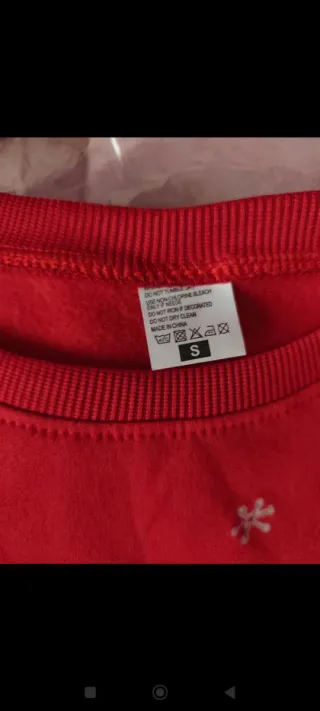 DO NOT TUMBLE DRY
USE NON-CHLORINE BLEACH
ONLY IF NEEDE
DO NOT IRON IF DECORATED
DO NOT DRY CLEAN
MADE IN CHINA
S